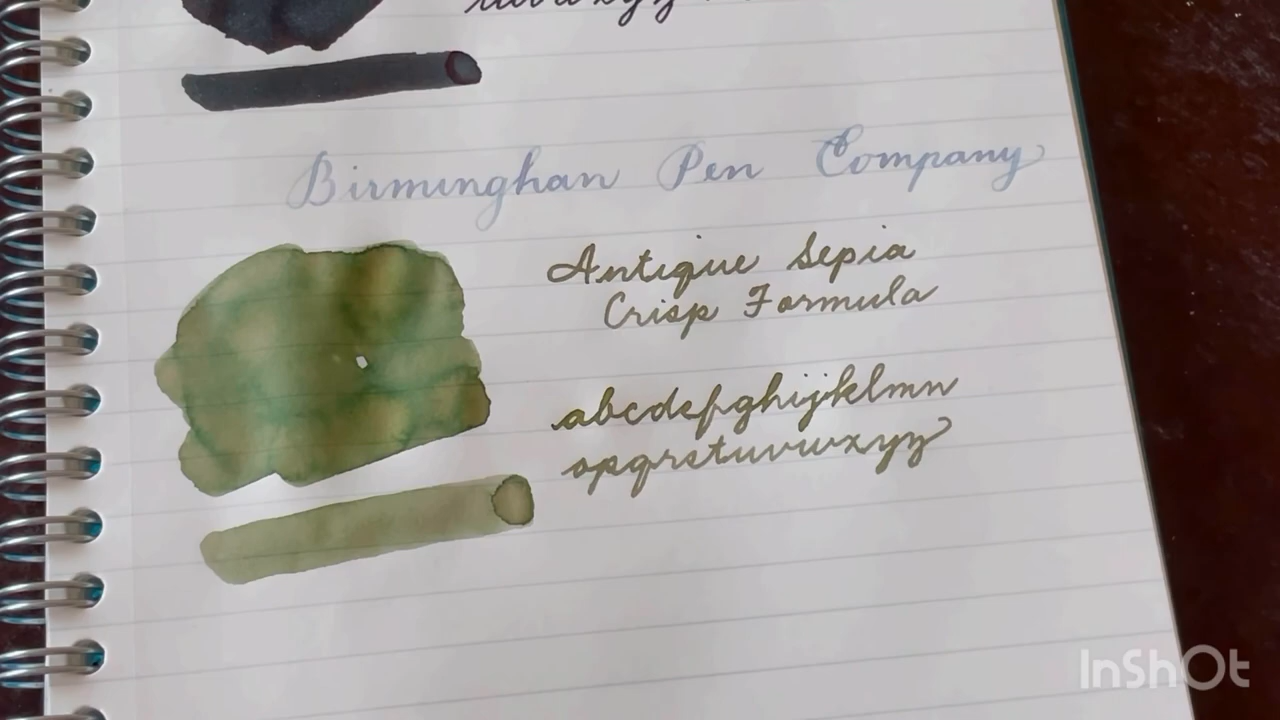 Birminghan Pen Company
Antique Sepia
Crisp Formula
abcdefghijklmn
opqrstuvwxyz
InShOt